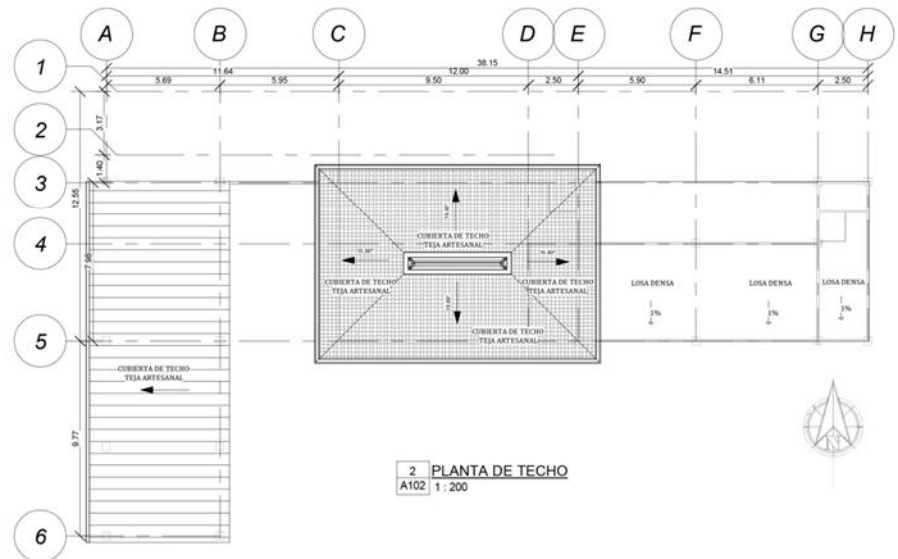 A B C D E F G H
38.15
11.64 12.00 14.51
5.69 5.95 9.50 2.50 5.90 6.11 2.50
1
3.17
2
1.40
3
12.55
4
7.98
CUBIERTA DE TECHO
TEJA ARTESANAL
CUBIERTA DE TECHO
TEJA ARTESANAL
CUBIERTA DE TECHO
TEJA ARTESANAL
LOSA DENSA
1%
LOSA DENSA
1%
LOSA DENSA
1%
CUBIERTA DE TECHO
TEJA ARTESANAL
5
CUBIERTA DE TECHO
TEJA ARTESANAL
9.77
N
2 PLANTA DE TECHO
A102 1 : 200
6